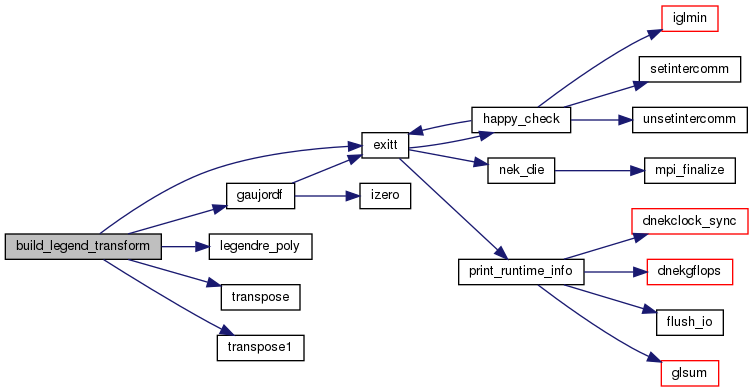 iglmin
setintercomm
happy_check
unsetintercomm
exitt
nek_die
mpi_finalize
gaujordf
izero
dnekclock_sync
build_legend_transform
legendre_poly
print_runtime_info
dnekgflops
transpose
flush_io
transpose1
glsum